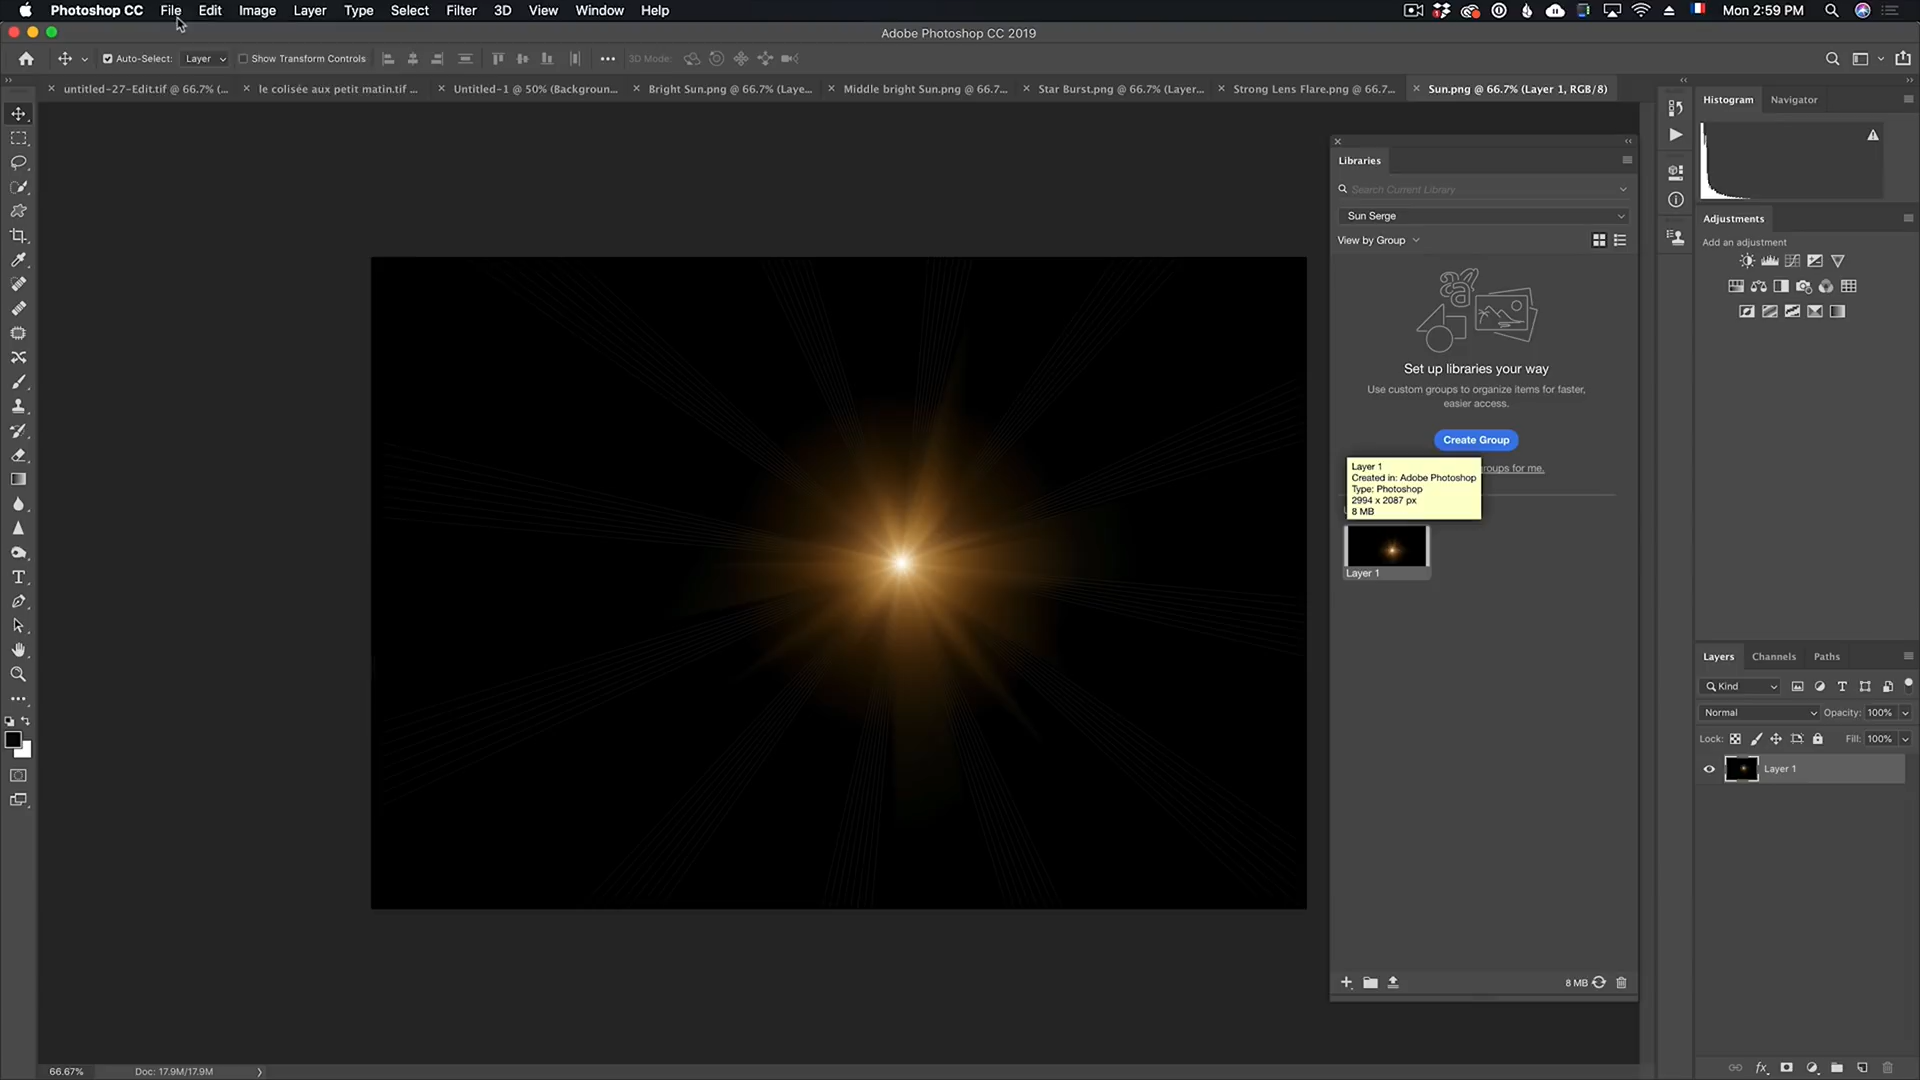 Photoshop CC File Edit Image Layer Type Select Filter 3D View Window Help Mon 2:59 PM
Adobe Photoshop CC 2019
Auto-Select: Layer Show Transform Controls 3D Mode:
untitled-27-Edit.tif @ 66.7% (... le colisée aux petit matin.tif ... Untitled-1 @ 50% (Backgroun... Bright Sun.png @ 66.7% (Laye... Middle bright Sun.png @ 66.7... Star Burst.png @ 66.7% (Layer... Strong Lens Flare.png @ 66.7... Sun.png @ 66.7% (Layer 1, RGB/8)
Histogram Navigator
Libraries
Search Current Library
Sun Serge
View by Group
Set up libraries your way
Use custom groups to organize items for faster,
easier access.
Create Group
roups for me.
Layer 1
Created in: Adobe Photoshop
Type: Photoshop
2994 x 2087 px
8 MB
Layer 1
8 MB
Adjustments
Add an adjustment
Layers Channels Paths
Kind
Normal Opacity: 100%
Lock: Fill: 100%
Layer 1
fx
66.67% Doc: 17.9M/17.9M